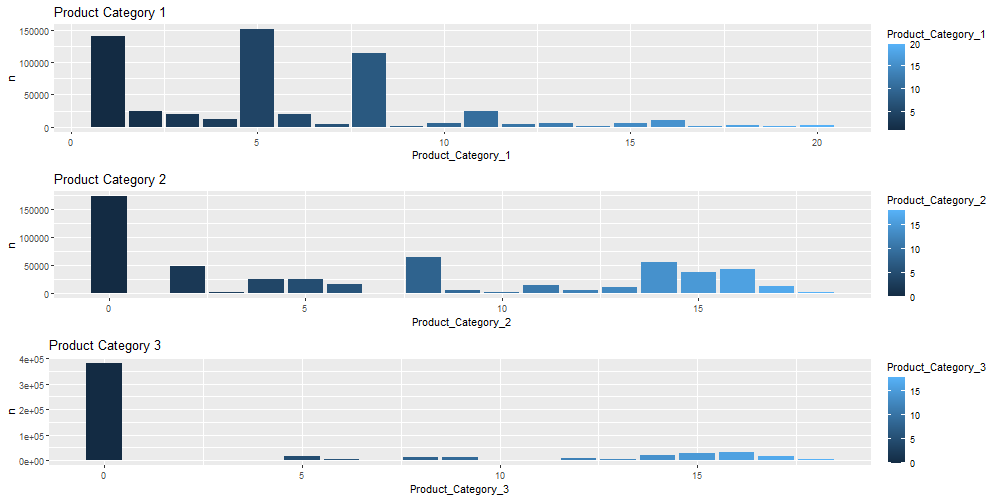 Product Category 1
150000
100000
50000
0
n
0 5 10 15 20
Product_Category_1
Product_Category_1
20
15
10
5
Product Category 2
150000
100000
50000
0
n
0 5 10 15
Product_Category_2
Product_Category_2
15
10
5
0
Product Category 3
4e+05
3e+05
2e+05
1e+05
0e+00
n
0 5 10 15
Product_Category_3
Product_Category_3
15
10
5
0